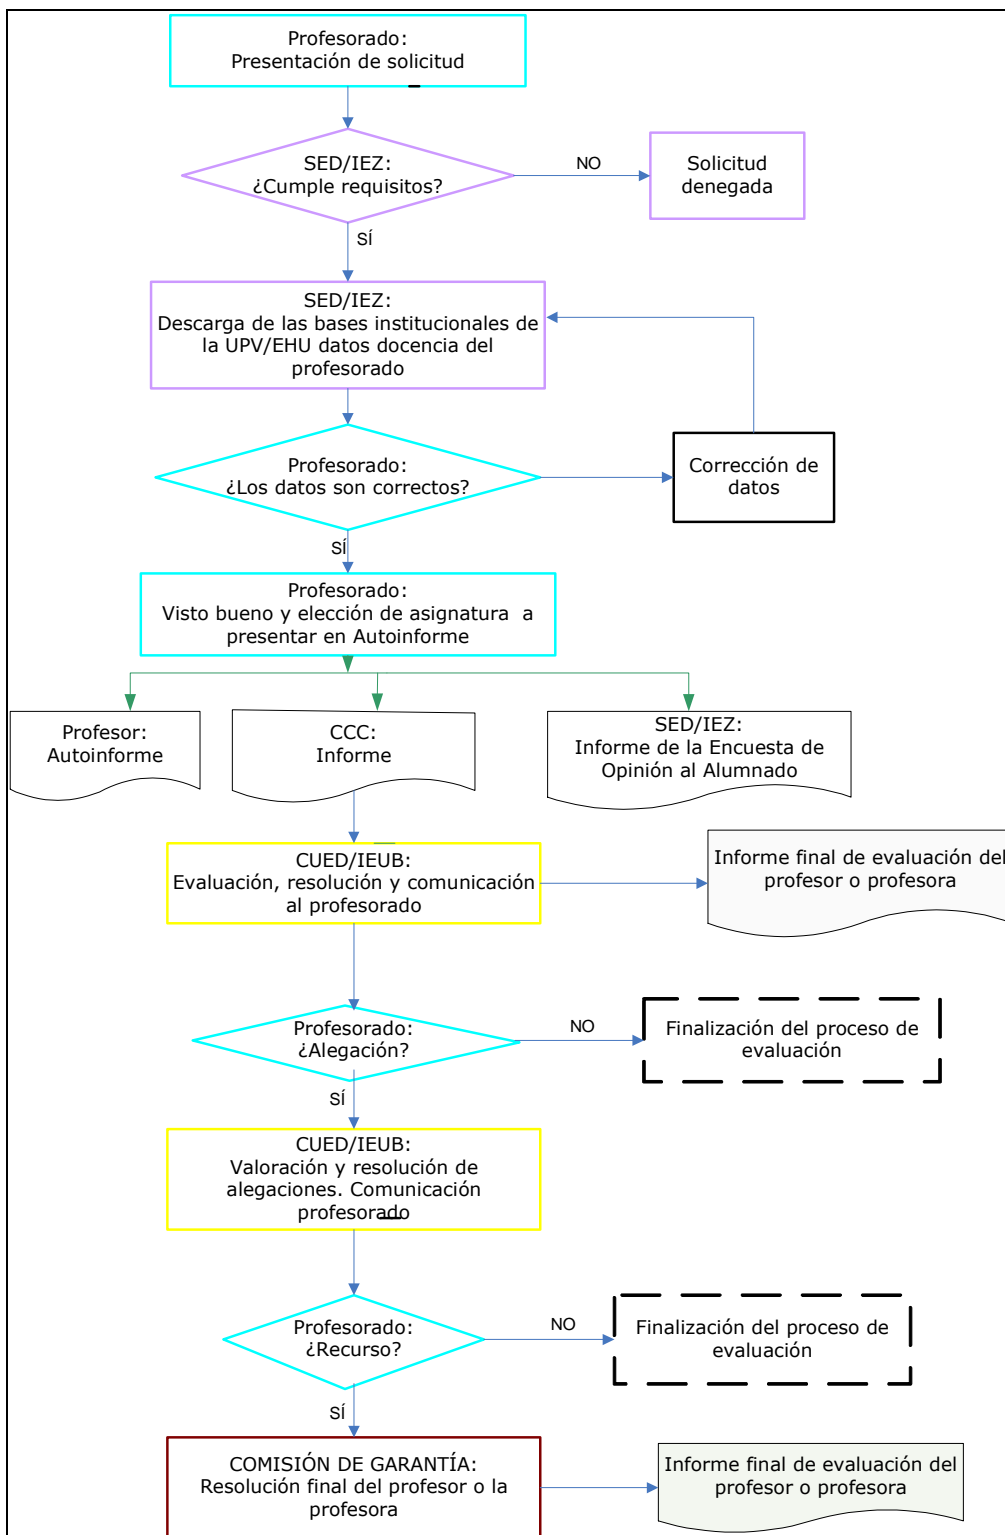 Profesorado:
Presentación de solicitud
SED/IEZ:
¿Cumple requisitos?
NO
Solicitud
denegada
SÍ
SED/IEZ:
Descarga de las bases institucionales de
la UPV/EHU datos docencia del
profesorado
Profesorado:
¿Los datos son correctos?
Corrección de
datos
SÍ
Profesorado:
Visto bueno y elección de asignatura a
presentar en Autoinforme
Profesor:
Autoinforme
CCC:
Informe
SED/IEZ:
Informe de la Encuesta de
Opinión al Alumnado
CUED/IEUB:
Evaluación, resolución y comunicación
al profesorado
Informe final de evaluación del
profesor o profesora
Profesorado:
¿Alegación?
NO
Finalización del proceso de
evaluación
SÍ
CUED/IEUB:
Valoración y resolución de
alegaciones. Comunicación
profesorado
Profesorado:
¿Recurso?
NO
Finalización del proceso de
evaluación
SÍ
COMISIÓN DE GARANTÍA:
Resolución final del profesor o la
profesora
Informe final de evaluación del
profesor o profesora